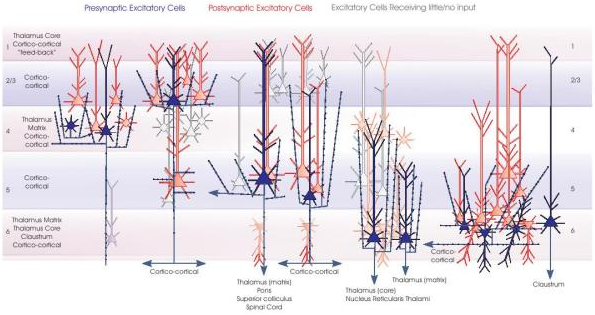 Presynaptic Excitatory Cells
Postsynaptic Excitatory Cells
Excitatory Cells Receiving little/no input
1
Thalamus Core
Cortico-cortical
"feed-back"
1
2/3
Cortico-
cortical
2/3
4
Thalamus
Matrix
Cortico-
cortical
4
5
Cortico-
cortical
5
6
Thalamus Matrix
Thalamus Core
Claustrum
Cortico-cortical
6
Cortico-cortical
Thalamus (matrix)
Pons
Superior colliculus
Spinal Cord
Cortico-cortical
Thalamus (core)
Nucleus Reticularis Thalami
Thalamus (matrix)
Cortico-
cortical
Claustrum